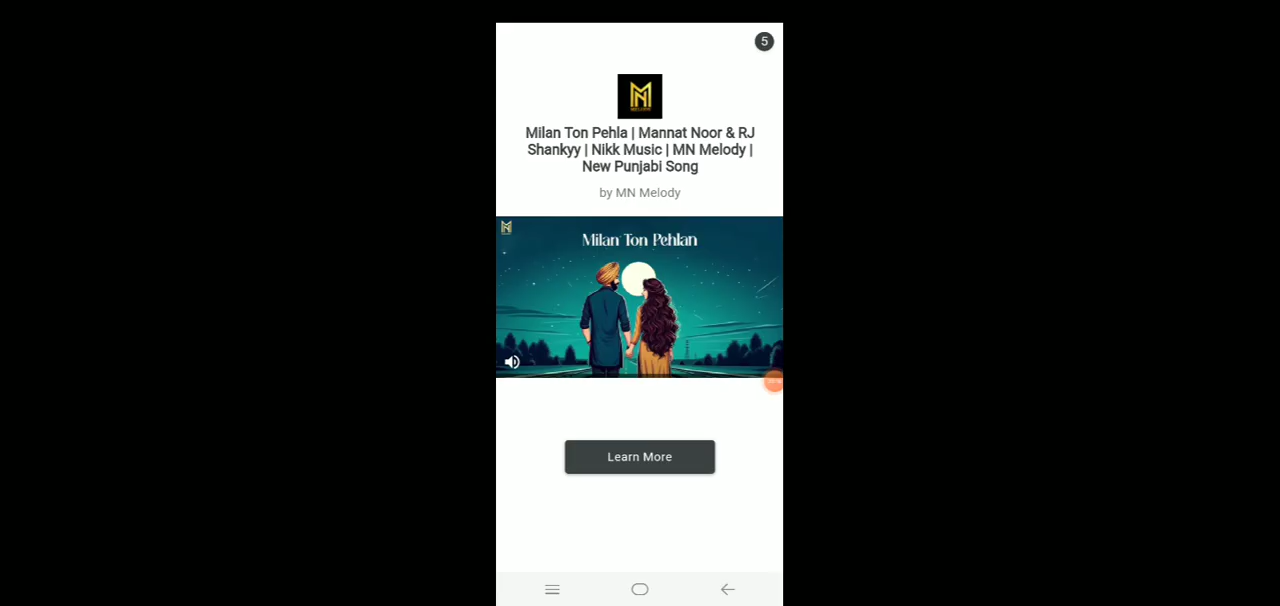 5
Milan Ton Pehla | Mannat Noor & RJ
Shankyy | Nikk Music | MN Melody |
New Punjabi Song
by MN Melody
Milan Ton Pehlan
Learn More